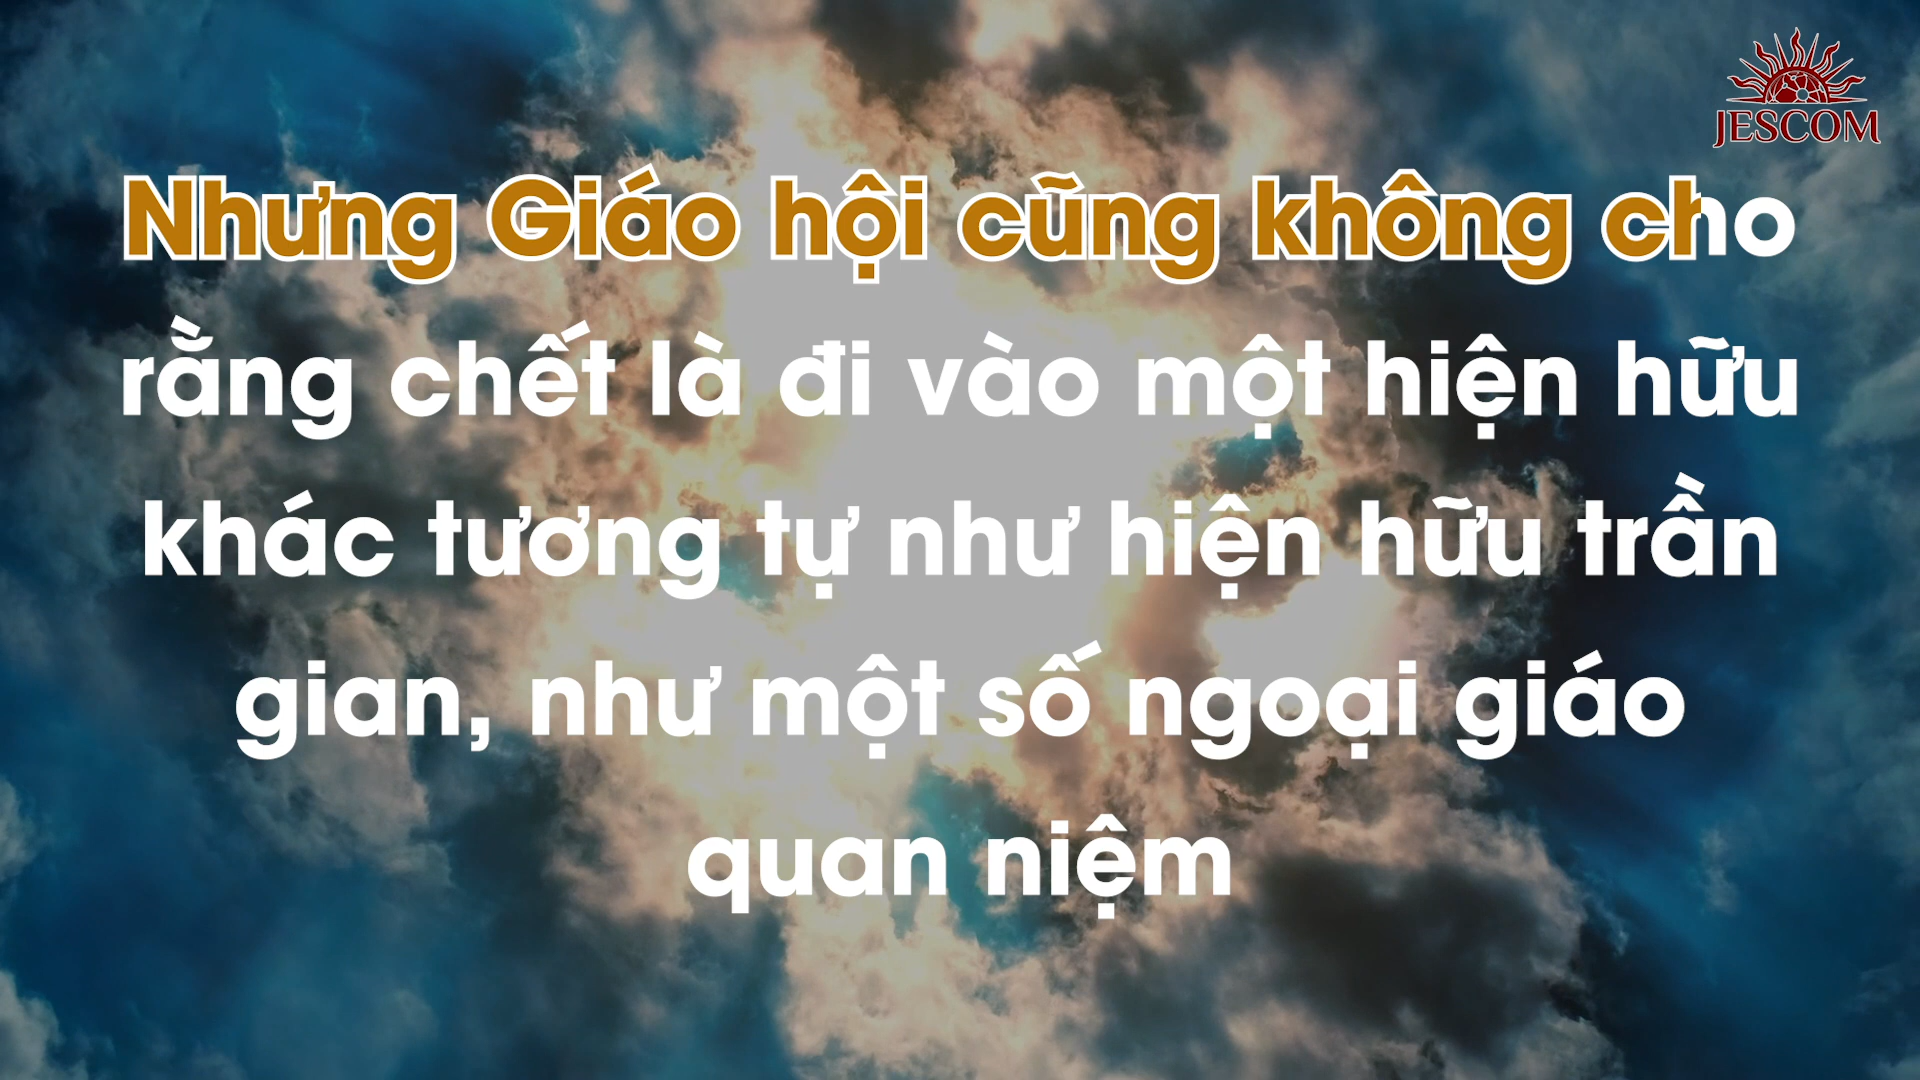 JESCOM
Nhưng Giáo hội cũng không cho
rằng chết là đi vào một hiện hữu
khác tương tự như hiện hữu trần
gian, như một số ngoại giáo
quan niệm